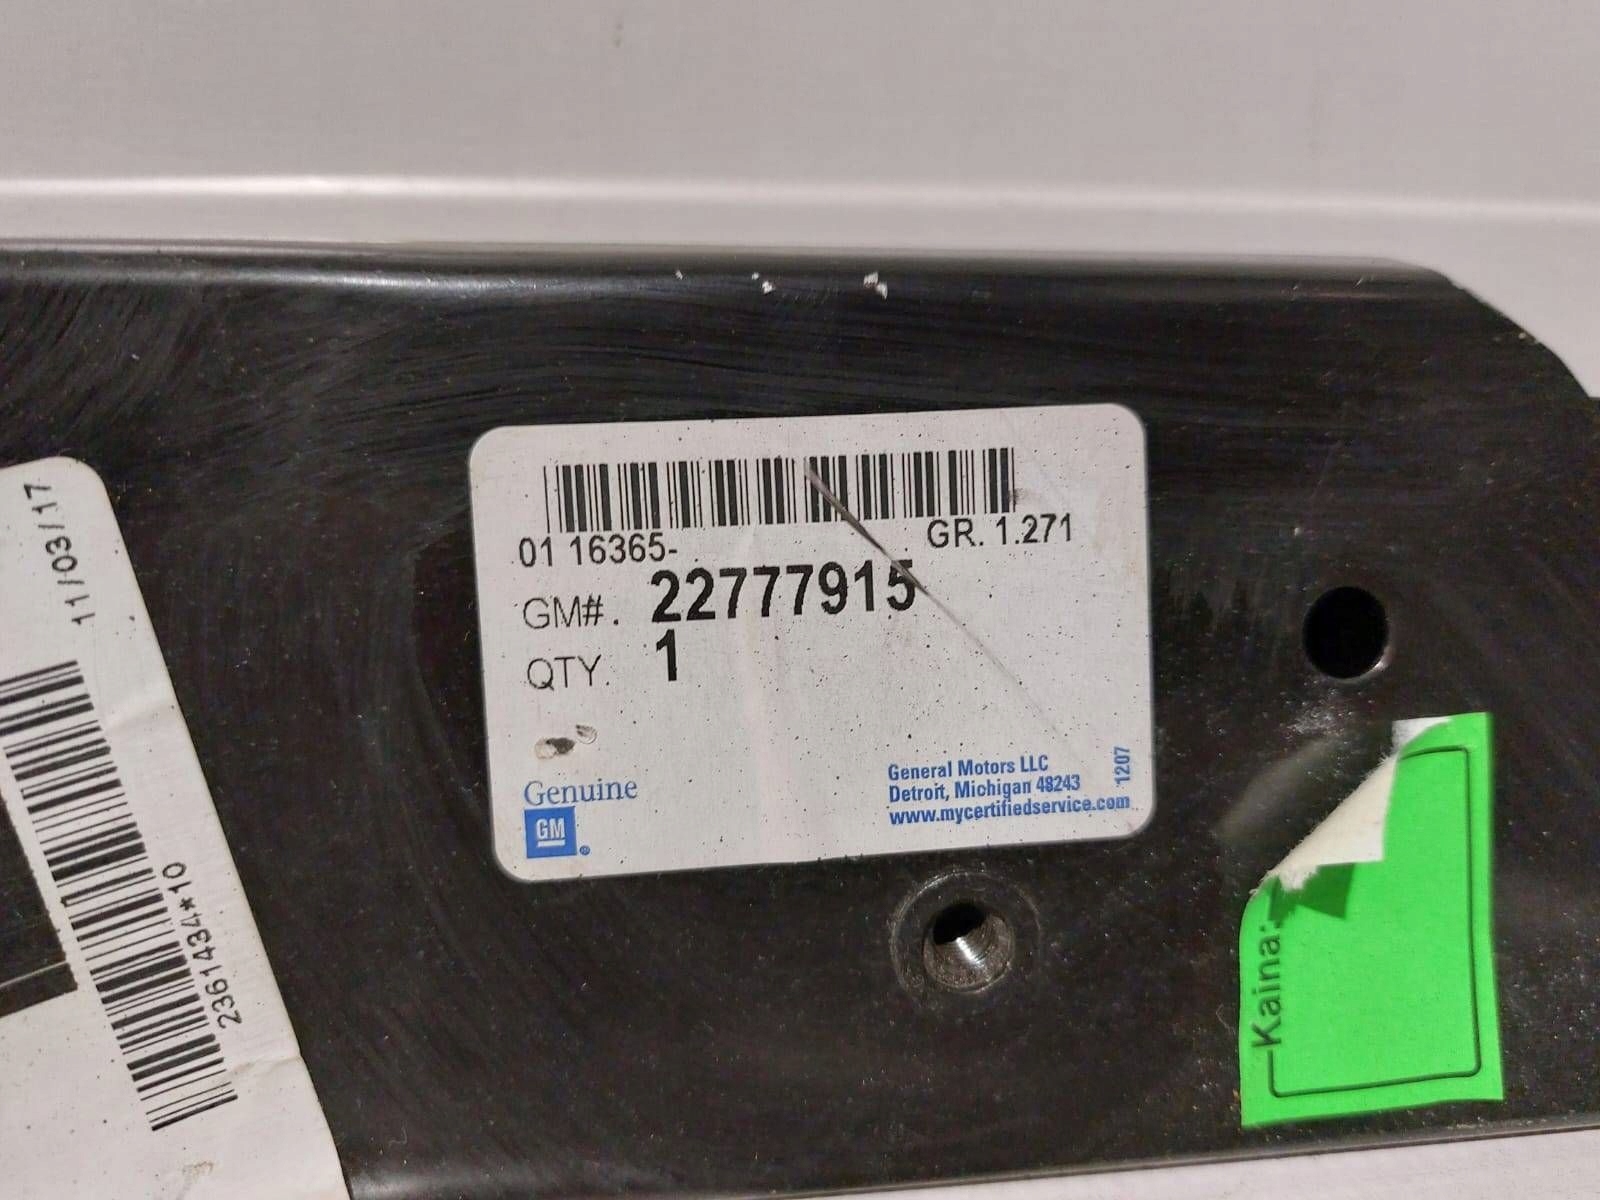 11/03/17
2361434*10
01 16365-
GR. 1.271
GM#. 22777915
QTY. 1
Genuine
GM
®
General Motors LLC
Detroit, Michigan 48243
www.mycertifiedservice.com
1207
Kaina: